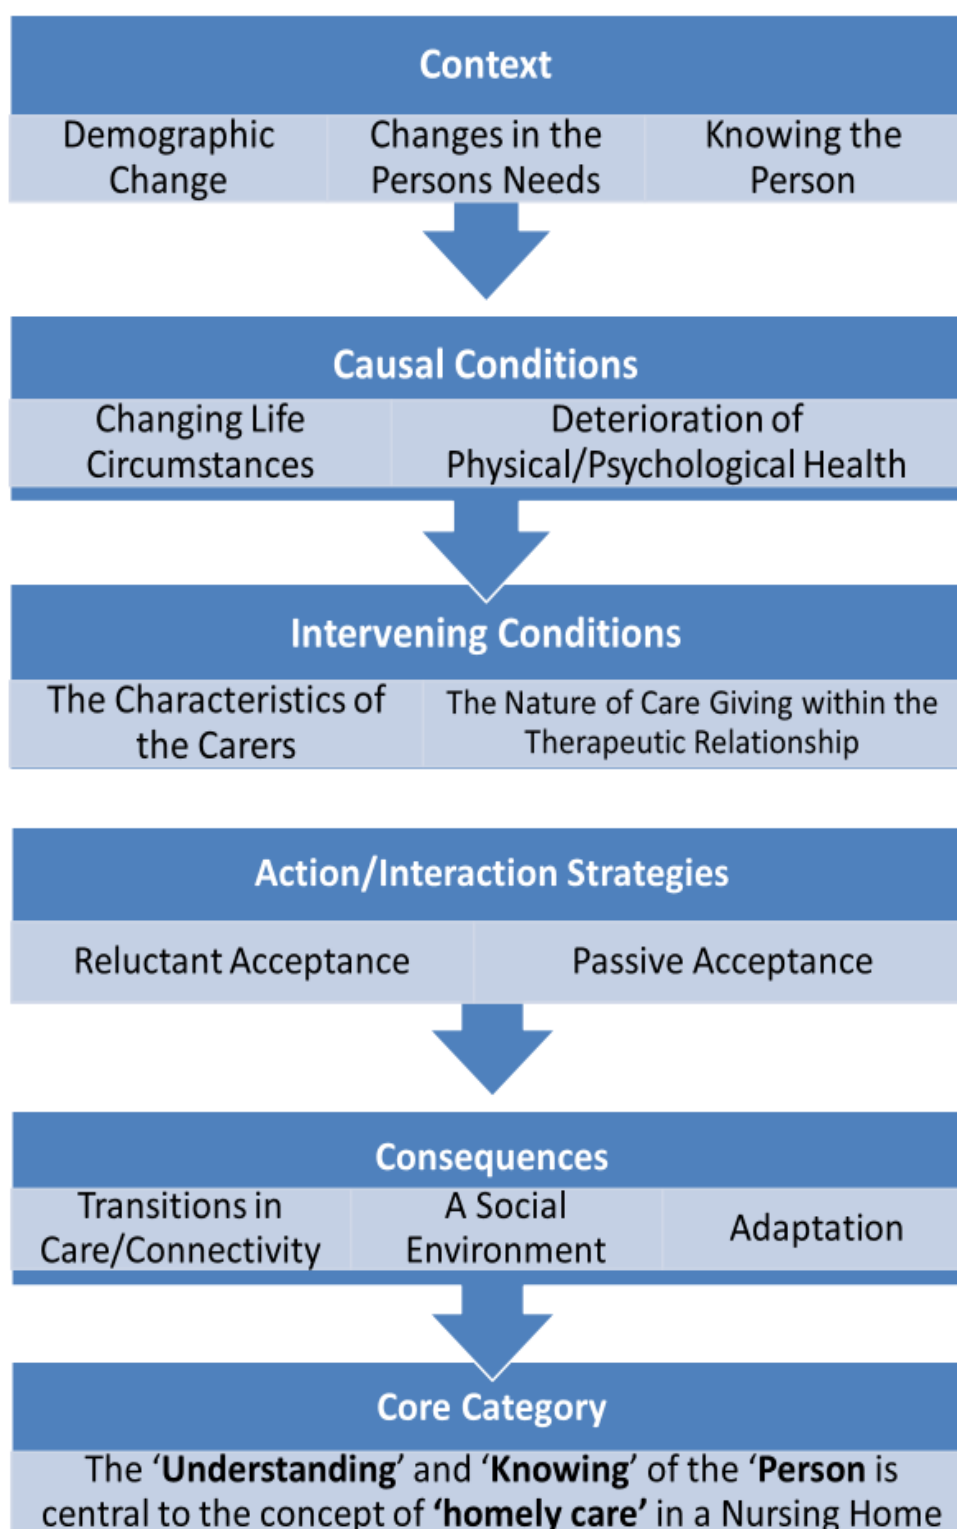 Context
Demographic Change
Changes in the Persons Needs
Knowing the Person
Causal Conditions
Changing Life Circumstances
Deterioration of Physical/Psychological Health
Intervening Conditions
The Characteristics of the Carers
The Nature of Care Giving within the Therapeutic Relationship
Action/Interaction Strategies
Reluctant Acceptance
Passive Acceptance
Consequences
Transitions in Care/Connectivity
A Social Environment
Adaptation
Core Category
The ‘Understanding’ and ‘Knowing’ of the ‘Person is
central to the concept of ‘homely care’ in a Nursing Home